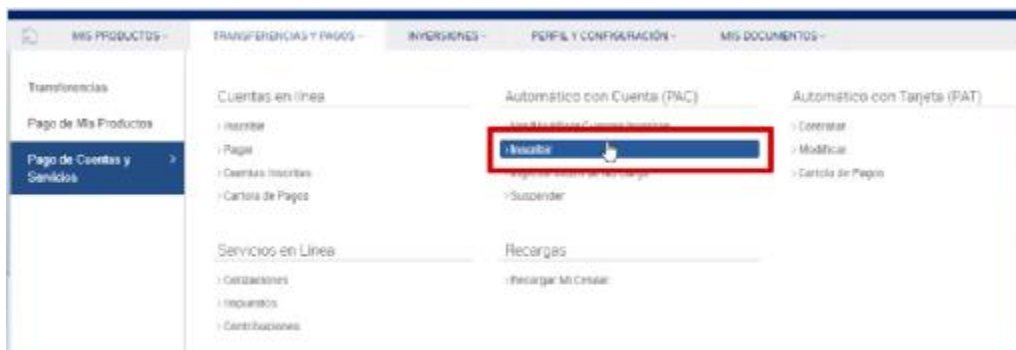 MIS PRODUCTOS
TRANSFERENCIAS Y PAGOS
INVERSIONES
PERFIL Y CONFIGURACIÓN
MIS DOCUMENTOS
Transferencias
Pago de Mis Productos
Pago de Cuentas y
Servicios
Cuentas en línea
Inscribir
Pagar
Cuentas Inscritas
Cartola de Pagos
Automático con Cuenta (PAC)
Inscribir
Suspender
Automático con Tarjeta (PAT)
Contratar
Modificar
Cartola de Pagos
Servicios en Línea
Cotizaciones
Impuestos
Contribuciones
Recargas
Recargar Mi Celular